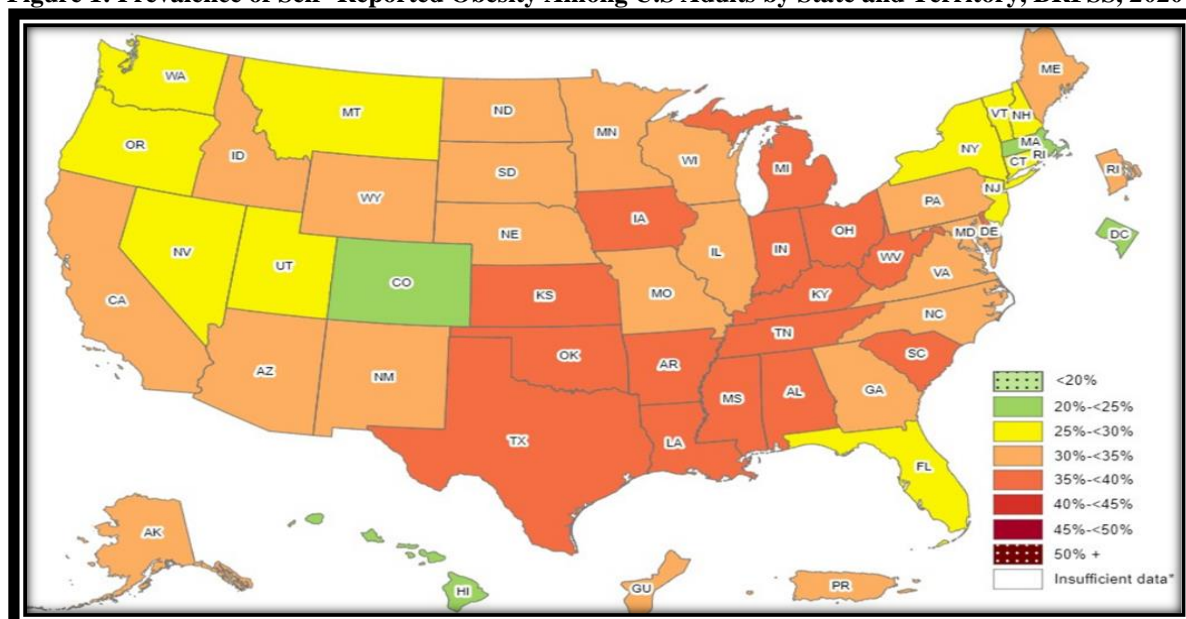 Figure 1. Prevalence of Self- Reported Obesity Among U.S Adults by State and Territory, BRFSS, 2020
WA
MT
ND
MN
ME
VT
NH
OR
ID
SD
WI
MI
NY
MA
RI
CT
RI
WY
IA
PA
NJ
NE
OH
MD
DE
DC
NV
UT
CO
IL
IN
WV
VA
CA
KS
MO
KY
NC
TN
AZ
NM
OK
AR
SC
MS
AL
GA
TX
LA
FL
AK
HI
GU
PR
<20%
20%-<25%
25%-<30%
30%-<35%
35%-<40%
40%-<45%
45%-<50%
50% +
Insufficient data*